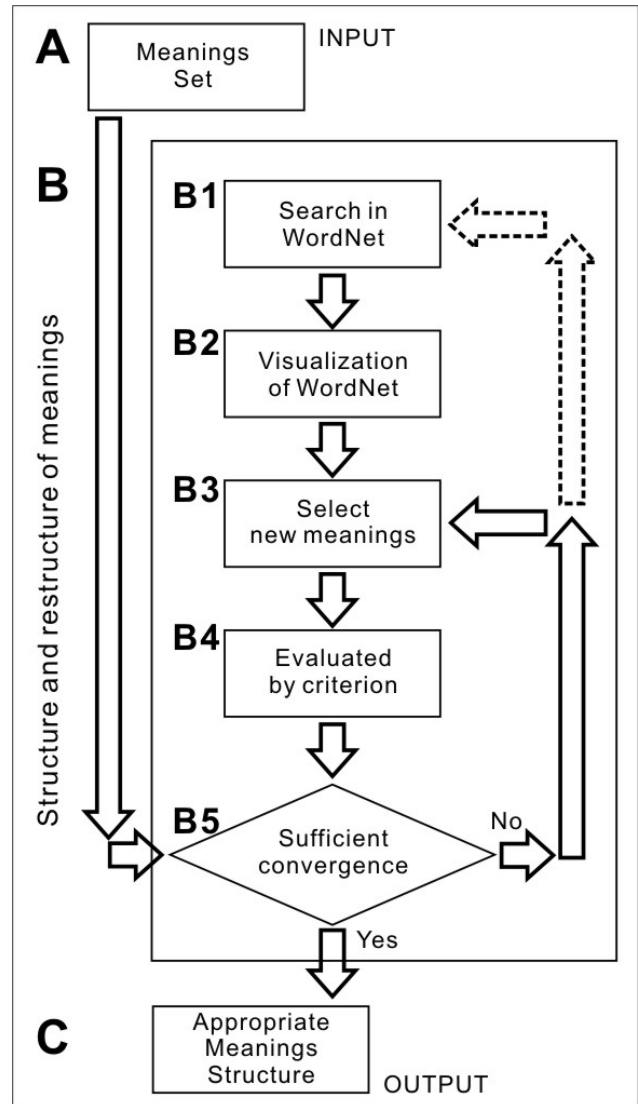 A
Meanings
Set
INPUT
B
Structure and restructure of meanings
B1
Search in
WordNet
B2
Visualization
of WordNet
B3
Select
new meanings
B4
Evaluated
by criterion
B5
Sufficient
convergence
No
Yes
C
Appropriate
Meanings
Structure
OUTPUT